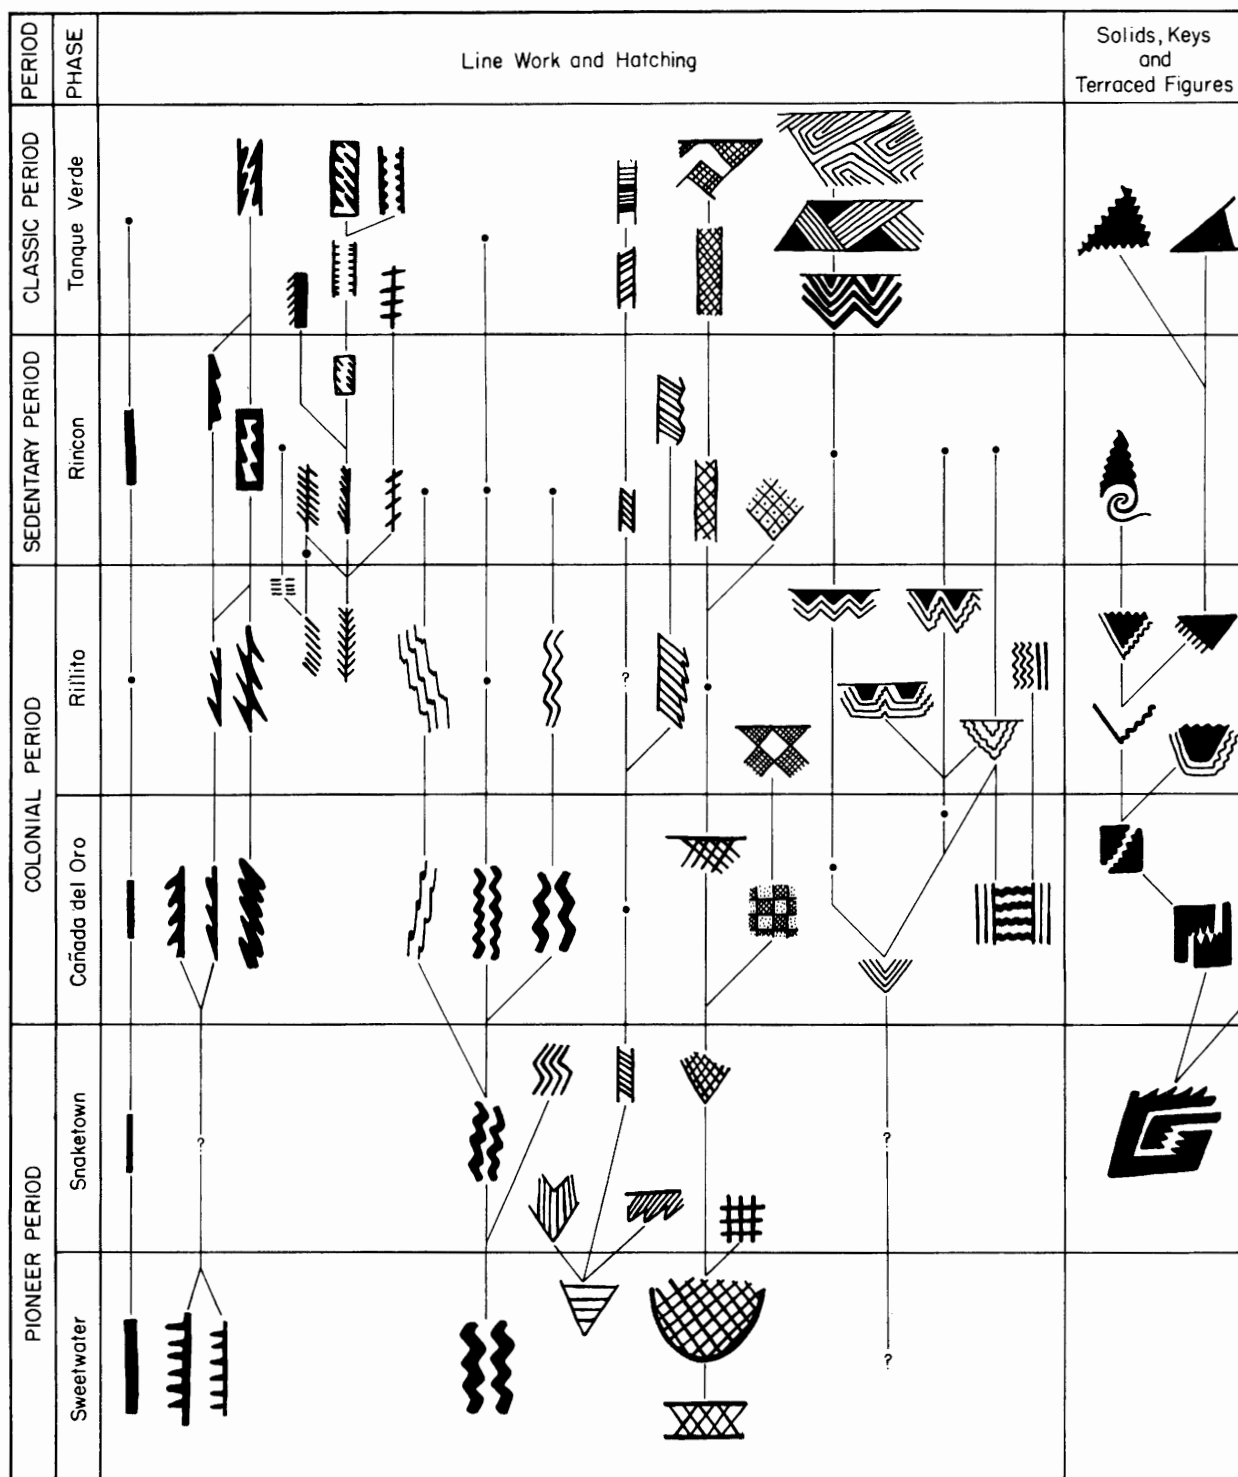 PERIOD
PHASE
Line Work and Hatching
Solids, Keys
and
Terraced Figures
CLASSIC PERIOD
Tanque Verde
SEDENTARY PERIOD
Rincon
COLONIAL PERIOD
Rillito
?
Cañada del Oro
PIONEER PERIOD
Snaketown
?
?
Sweetwater
?